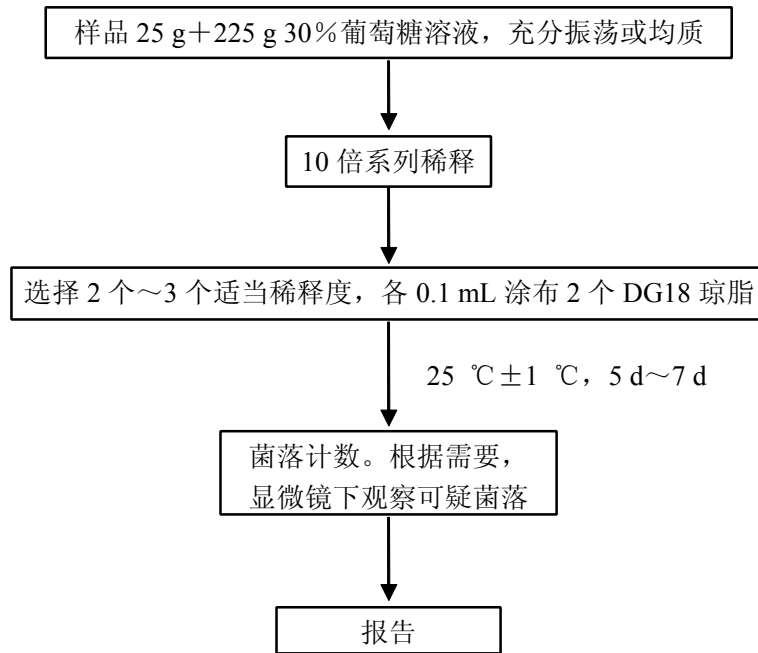 样品 25 g＋225 g 30％葡萄糖溶液，充分振荡或均质
10 倍系列稀释
选择 2 个～3 个适当稀释度，各 0.1 mL 涂布 2 个 DG18 琼脂
25 ℃±1 ℃，5 d～7 d
菌落计数。根据需要，
显微镜下观察可疑菌落
报告